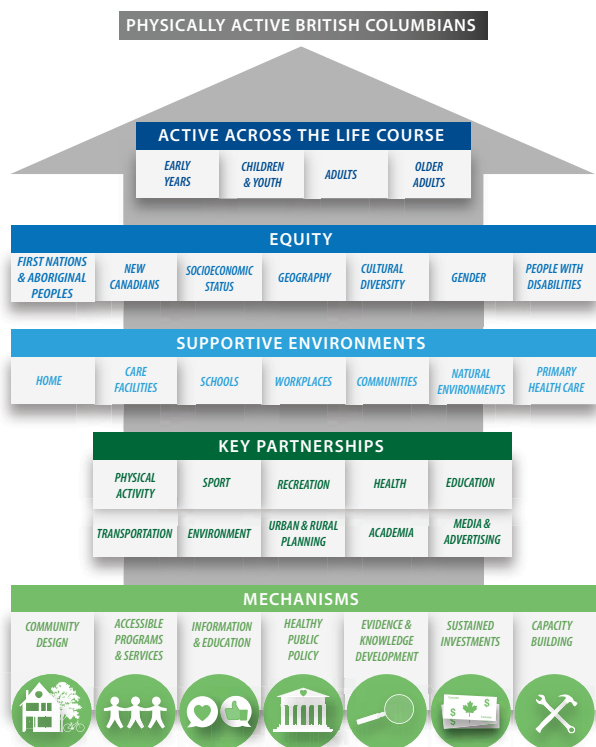 PHYSICALLY ACTIVE BRITISH COLUMBIANS
ACTIVE ACROSS THE LIFE COURSE
EARLY
YEARS
CHILDREN
& YOUTH
ADULTS
OLDER
ADULTS
EQUITY
FIRST NATIONS
& ABORIGINAL
PEOPLES
NEW
CANADIANS
SOCIOECONOMIC
STATUS
GEOGRAPHY
CULTURAL
DIVERSITY
GENDER
PEOPLE WITH
DISABILITIES
SUPPORTIVE ENVIRONMENTS
HOME
CARE
FACILITIES
SCHOOLS
WORKPLACES
COMMUNITIES
NATURAL
ENVIRONMENTS
PRIMARY
HEALTH CARE
KEY PARTNERSHIPS
PHYSICAL
ACTIVITY
SPORT
RECREATION
HEALTH
EDUCATION
TRANSPORTATION
ENVIRONMENT
URBAN & RURAL
PLANNING
ACADEMIA
MEDIA &
ADVERTISING
MECHANISMS
COMMUNITY
DESIGN
ACCESSIBLE
PROGRAMS
& SERVICES
INFORMATION
& EDUCATION
HEALTHY
PUBLIC
POLICY
EVIDENCE &
KNOWLEDGE
DEVELOPMENT
SUSTAINED
INVESTMENTS
CAPACITY
BUILDING
$
$
$